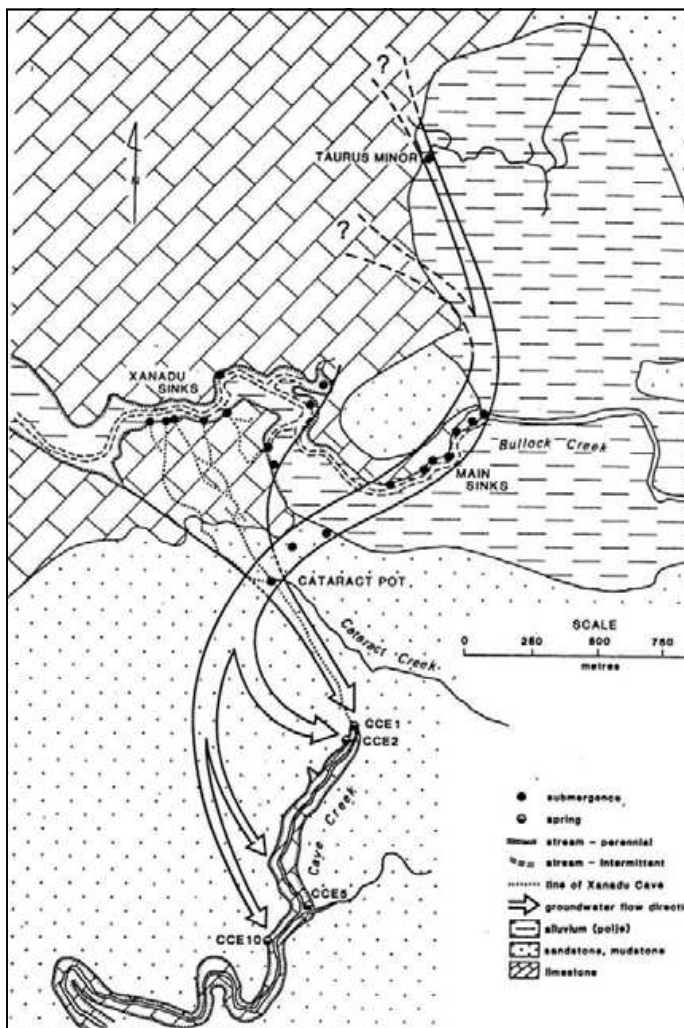 ?
TAURUS MINOR
N
?
XANADU
SINKS
Bullock Creek
MAIN
SINKS
CATARACT POT.
Cataract Creek
SCALE
0 250 500 750
metres
CCE1
CCE2
Cave Creek
CCE5
CCE10
submergence
spring
stream - perennial
stream - intermittent
line of Xanadu Cave
groundwater flow direction
alluvium (polje)
sandstone, mudstone
limestone